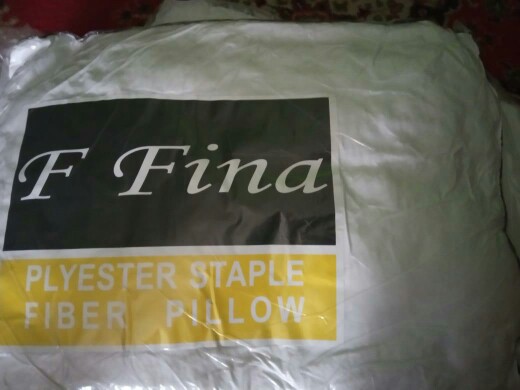 F Fina
PLYESTER STAPLE
FIBER PILLOW